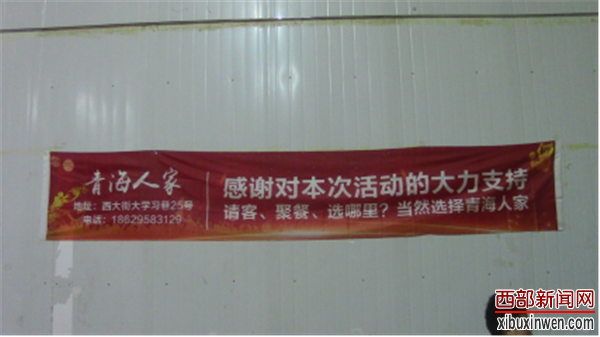 青海人家
地址：西大街大学习巷25号
电话：18629583129
感谢对本次活动的大力支持
请客、聚餐、选哪里？当然选择青海人家
西部新闻网
xibuxinwen.com